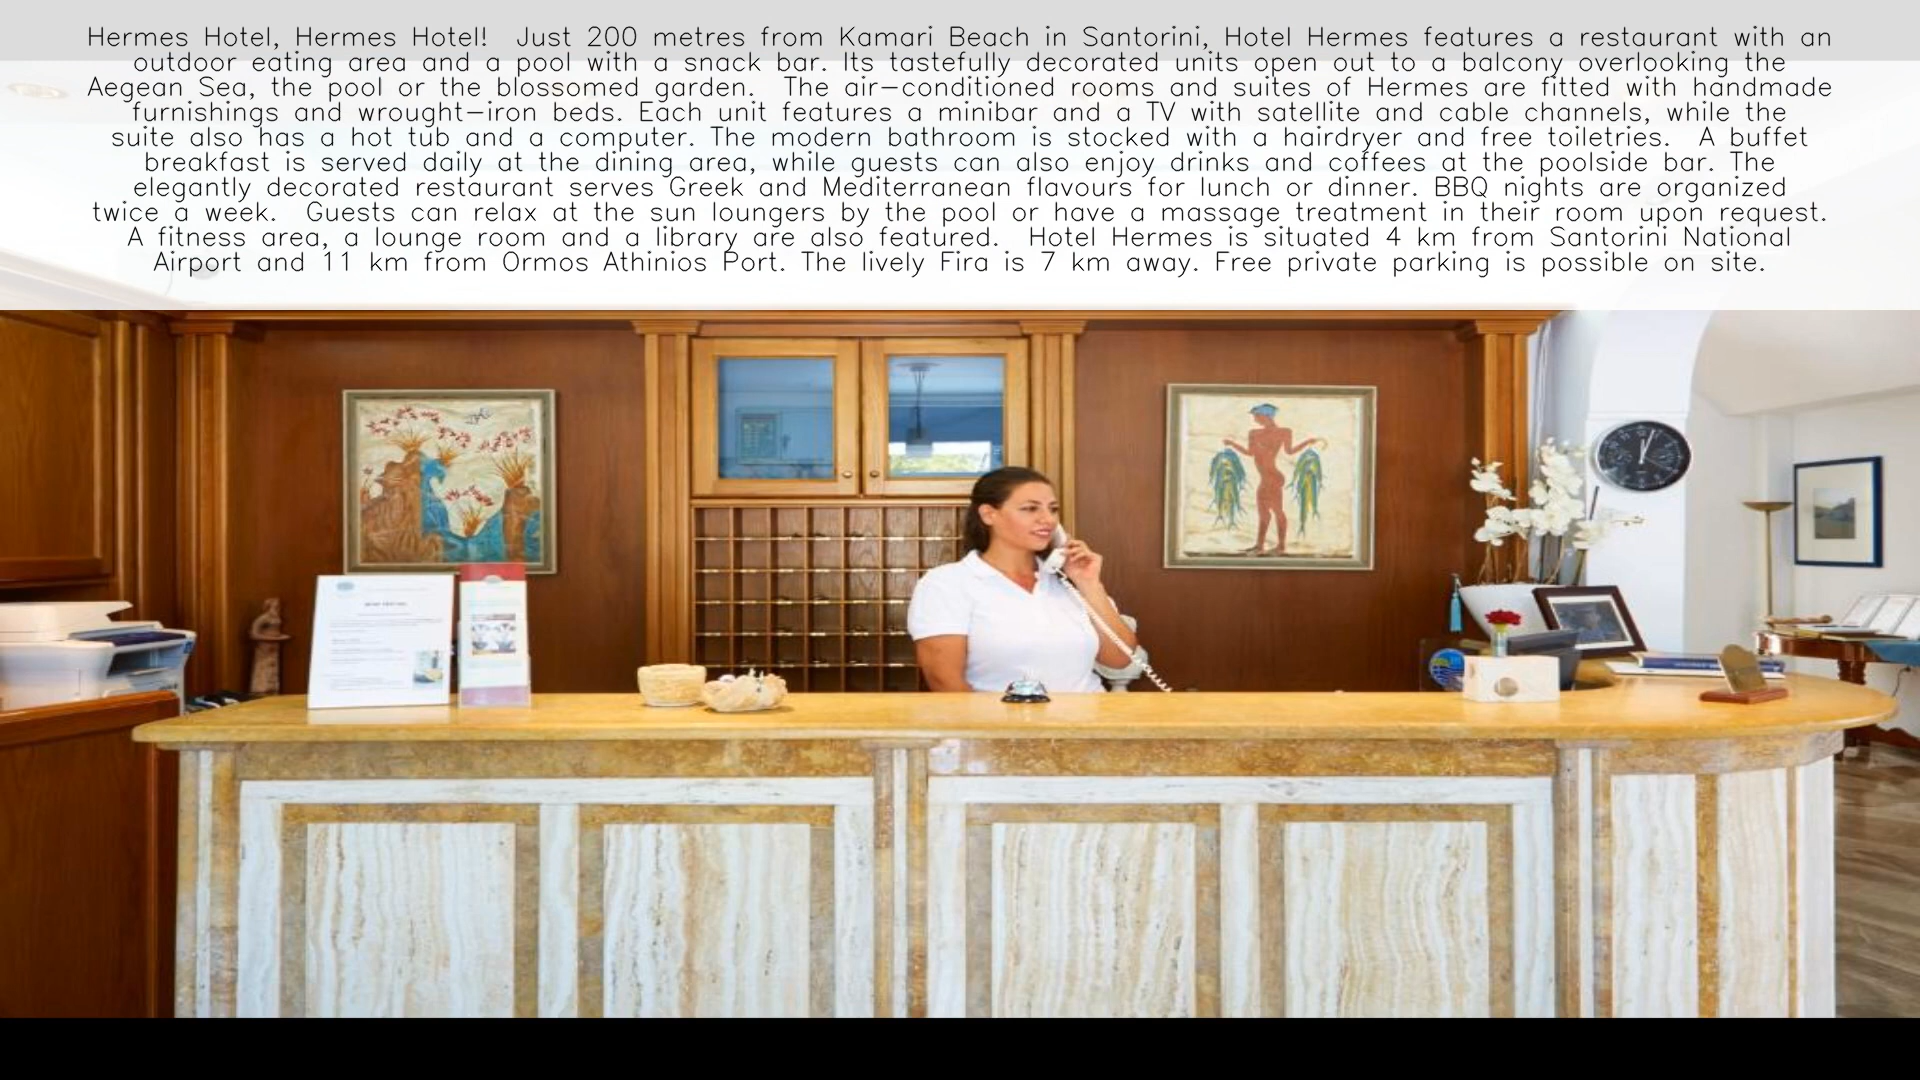 Hermes Hotel, Hermes Hotel!  Just 200 metres from Kamari Beach in Santorini, Hotel Hermes features a restaurant with an
outdoor eating area and a pool with a snack bar. Its tastefully decorated units open out to a balcony overlooking the
Aegean Sea, the pool or the blossomed garden.  The air-conditioned rooms and suites of Hermes are fitted with handmade
furnishings and wrought-iron beds. Each unit features a minibar and a TV with satellite and cable channels, while the
suite also has a hot tub and a computer. The modern bathroom is stocked with a hairdryer and free toiletries.  A buffet
breakfast is served daily at the dining area, while guests can also enjoy drinks and coffees at the poolside bar. The
elegantly decorated restaurant serves Greek and Mediterranean flavours for lunch or dinner. BBQ nights are organized
twice a week.  Guests can relax at the sun loungers by the pool or have a massage treatment in their room upon request.
A fitness area, a lounge room and a library are also featured.  Hotel Hermes is situated 4 km from Santorini National
Airport and 11 km from Ormos Athinios Port. The lively Fira is 7 km away. Free private parking is possible on site.